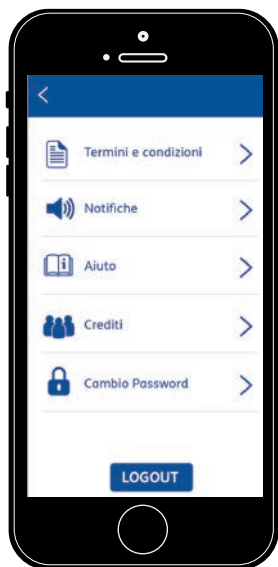 Termini e condizioni
Notifiche
Aiuto
Crediti
Cambio Password
LOGOUT